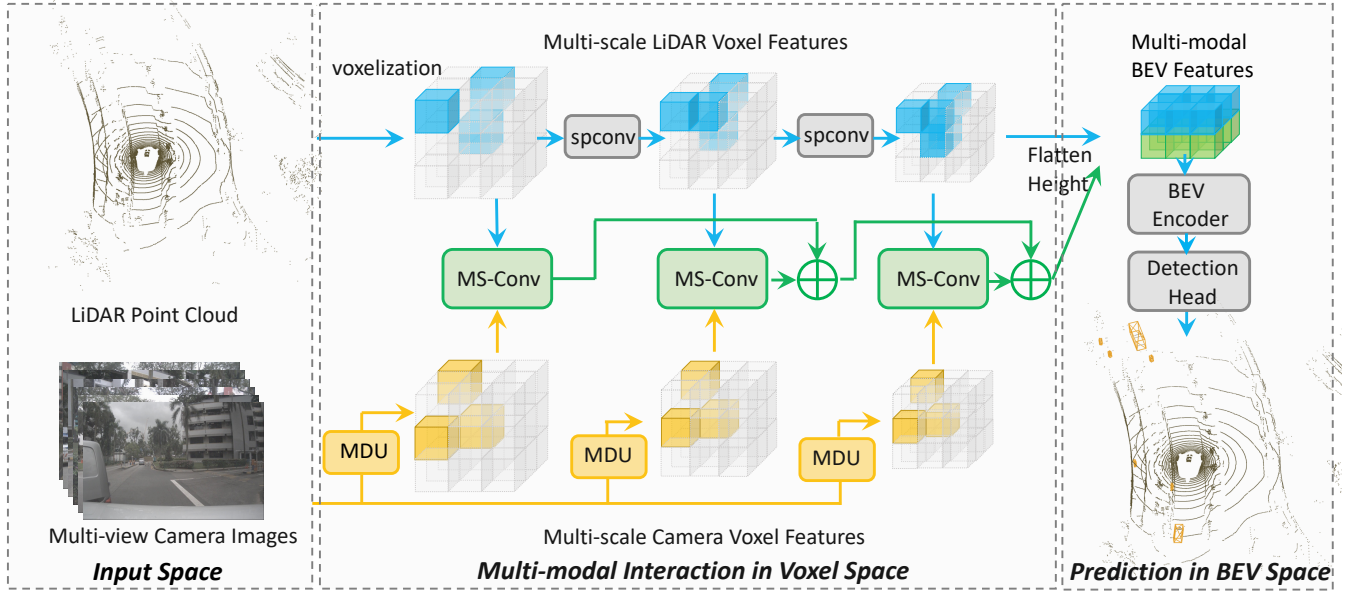 Multi-scale LiDAR Voxel Features
Multi-modal
BEV Features
voxelization
spconv
spconv
Flatten
Height
BEV
Encoder
MS-Conv
MS-Conv
MS-Conv
Detection
Head
LiDAR Point Cloud
MDU
MDU
MDU
Multi-view Camera Images
Multi-scale Camera Voxel Features
Input Space
Multi-modal Interaction in Voxel Space
Prediction in BEV Space